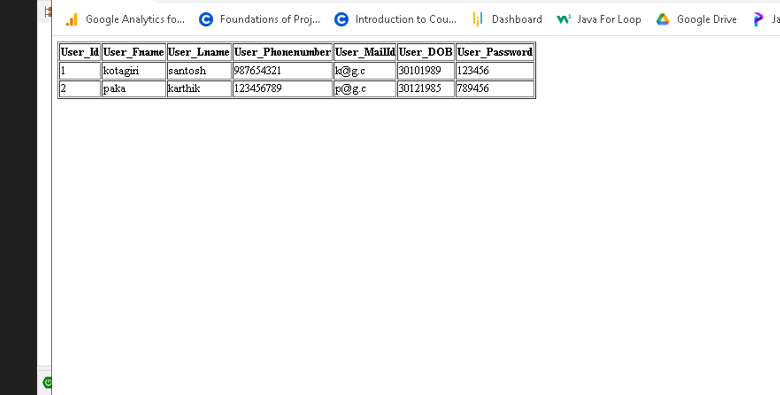 Google Analytics fo... Foundations of Proj... Introduction to Cou... Dashboard Java For Loop Google Drive Ja
User_Id User_Fname User_Lname User_Phonenumber User_MailId User_DOB User_Password
1 kotagiri santosh 987654321 k@g.c 30101989 123456
2 paka karthik 123456789 p@g.c 30121985 789456